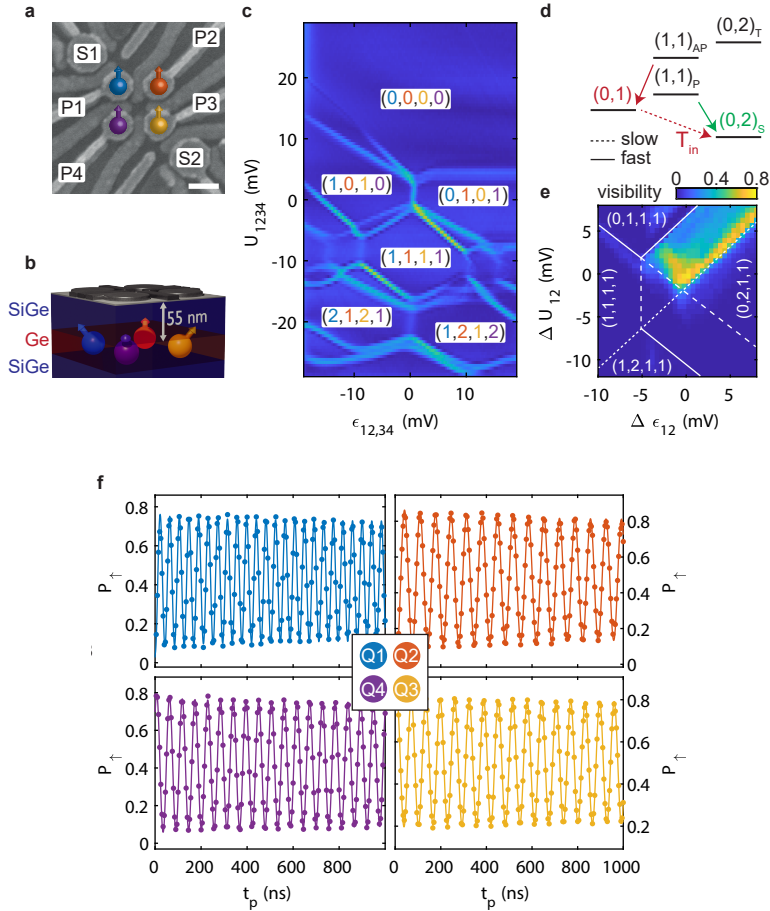 a
P2
S1
P1
P3
P4
S2
b
SiGe
55 nm
Ge
SiGe
c
U1234 (mV)
20
10
0
-10
-20
(0,0,0,0)
(1,0,1,0)
(0,1,0,1)
(1,1,1,1)
(2,1,2,1)
(1,2,1,2)
-10
0
10
ϵ12,34 (mV)
d
(0,2)T
(1,1)AP
(1,1)P
(0,1)
(0,2)S
Tin
slow
fast
e
visibility
0
0.4
0.8
(0,1,1,1)
(1,1,1,1)
(0,2,1,1)
(1,2,1,1)
Δ U12 (mV)
5
0
-5
-10
-10
-5
0
5
Δ ϵ12 (mV)
f
P↑
0.8
0.6
0.4
0.2
0
0.8
0.6
0.4
0.2
0
P↑
Q1
Q2
Q4
Q3
P↑
0.8
0.6
0.4
0.2
0
0.8
0.6
0.4
0.2
P↑
0
200
400
600
800
0
200
400
600
800
1000
tp (ns)
tp (ns)